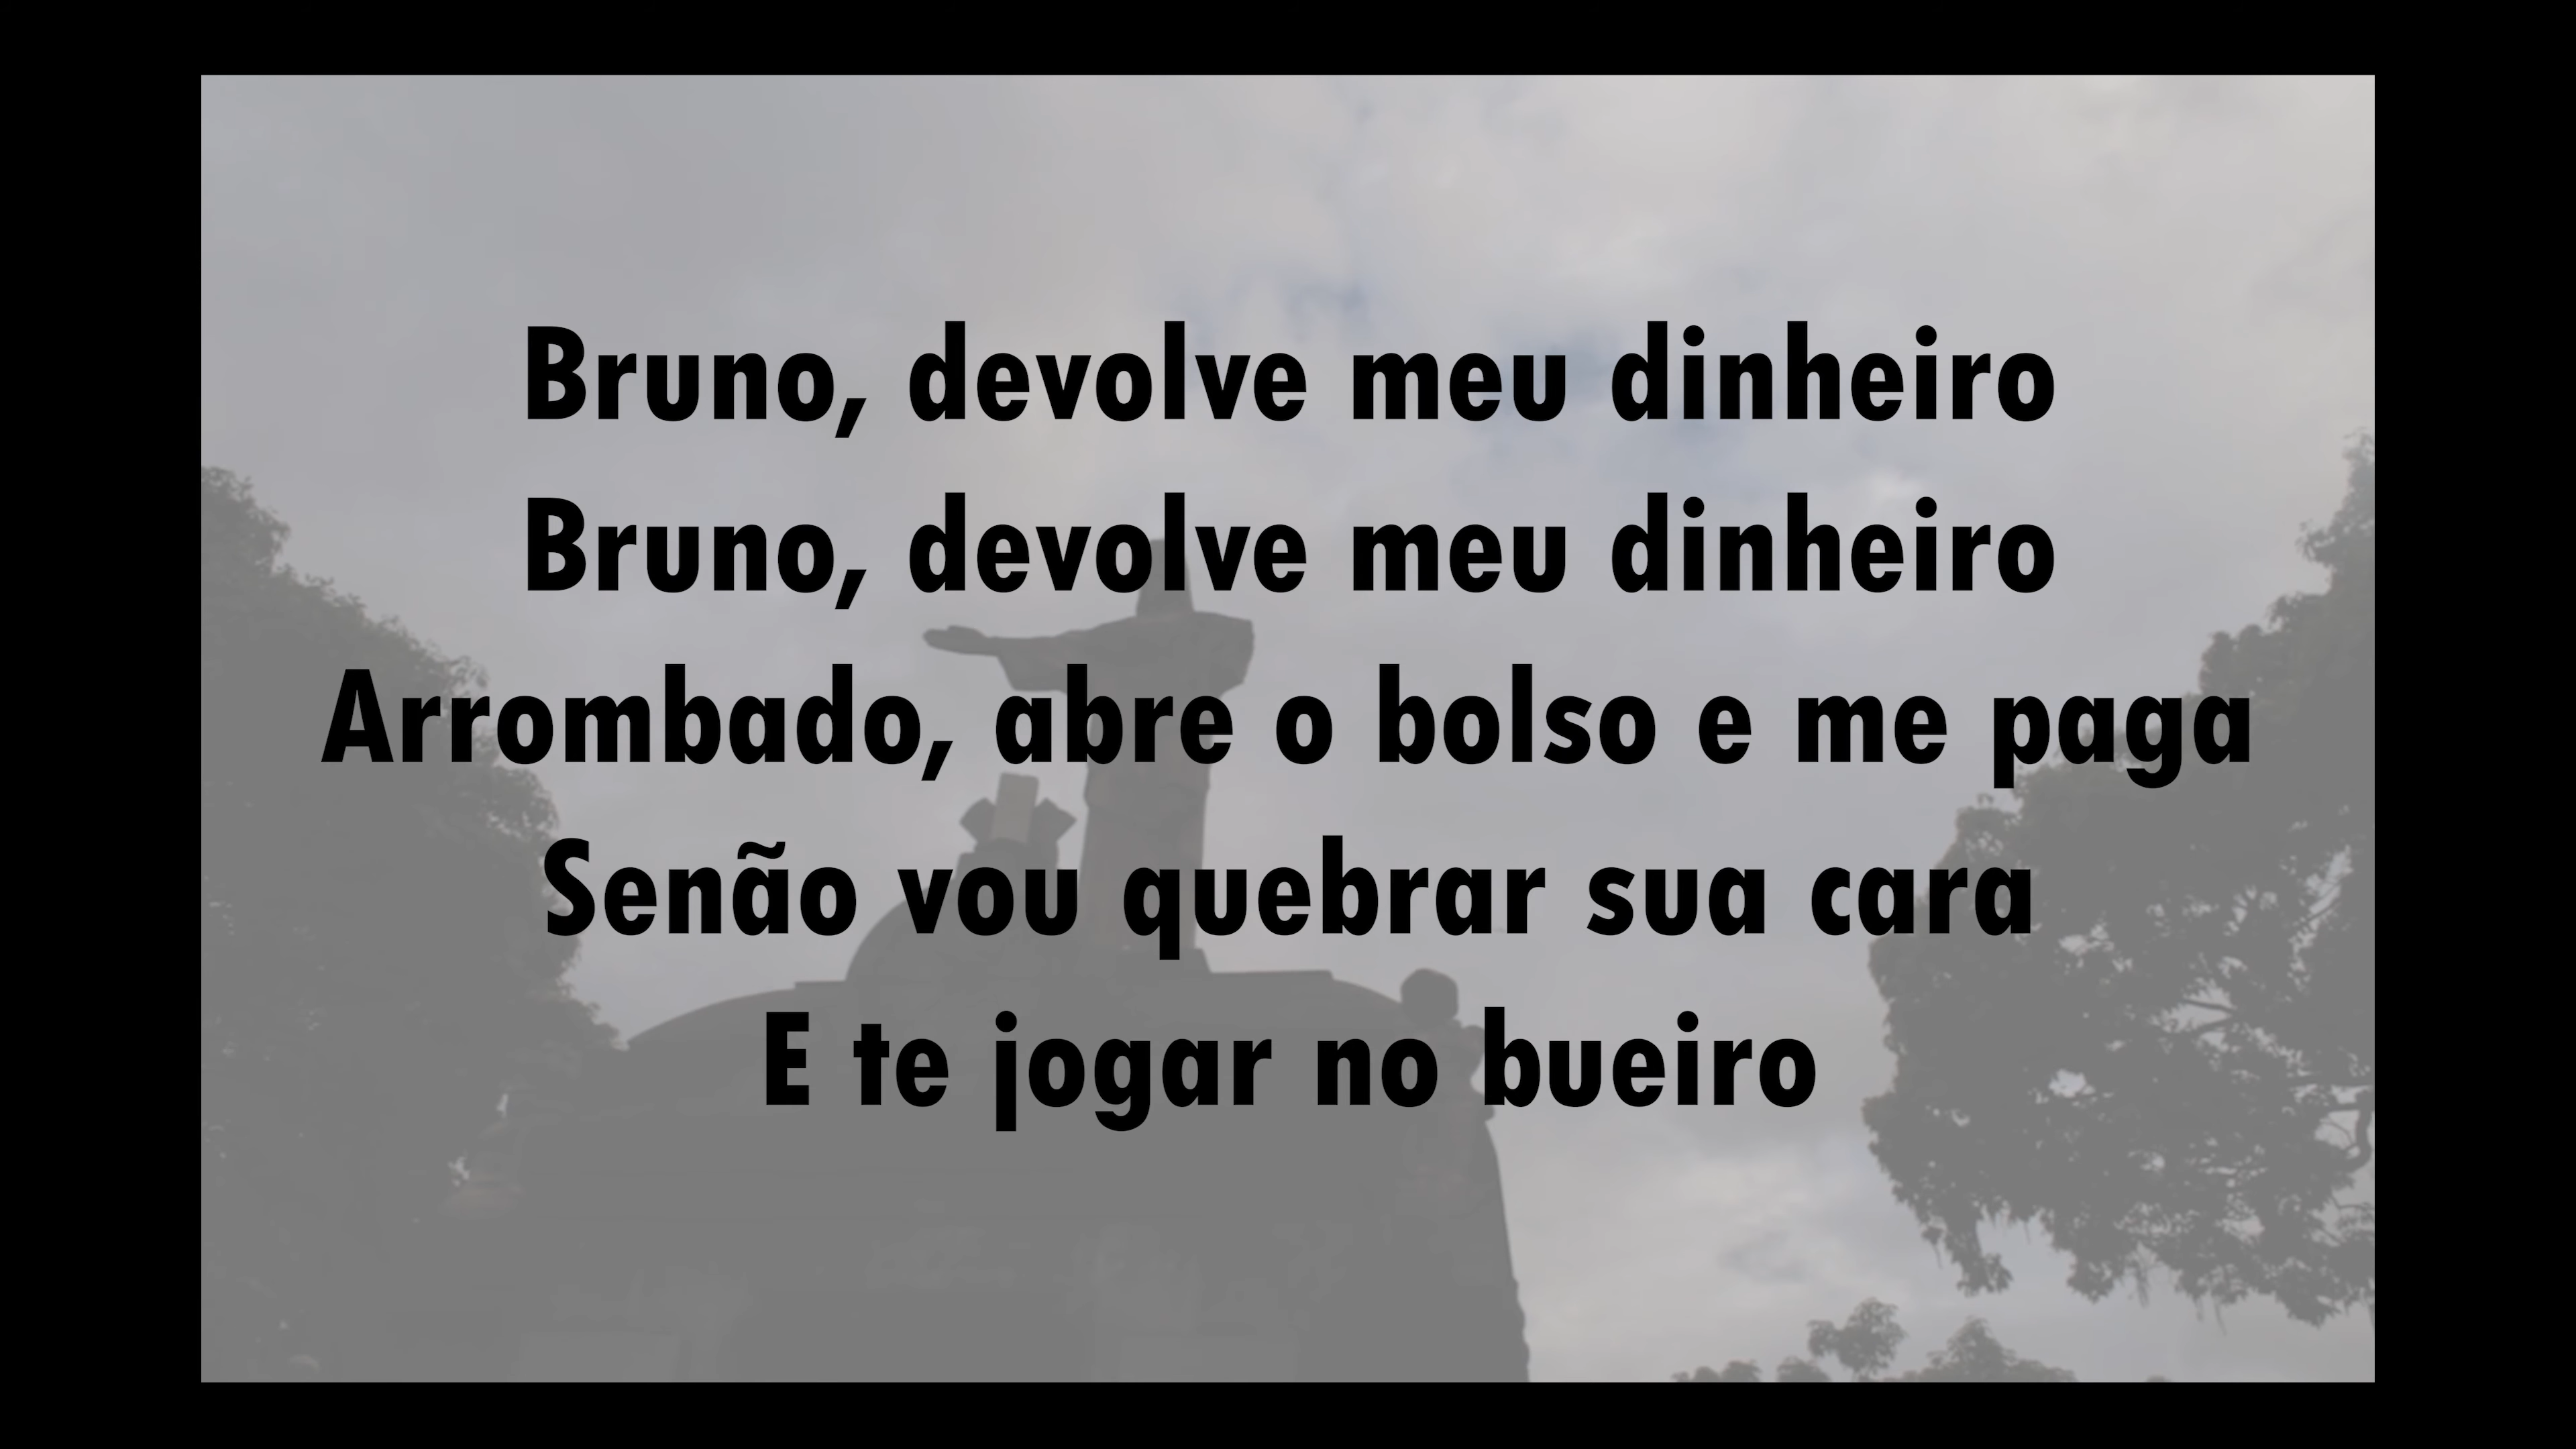 Bruno, devolve meu dinheiro
Bruno, devolve meu dinheiro
Arrombado, abre o bolso e me paga
Senão vou quebrar sua cara
E te jogar no bueiro